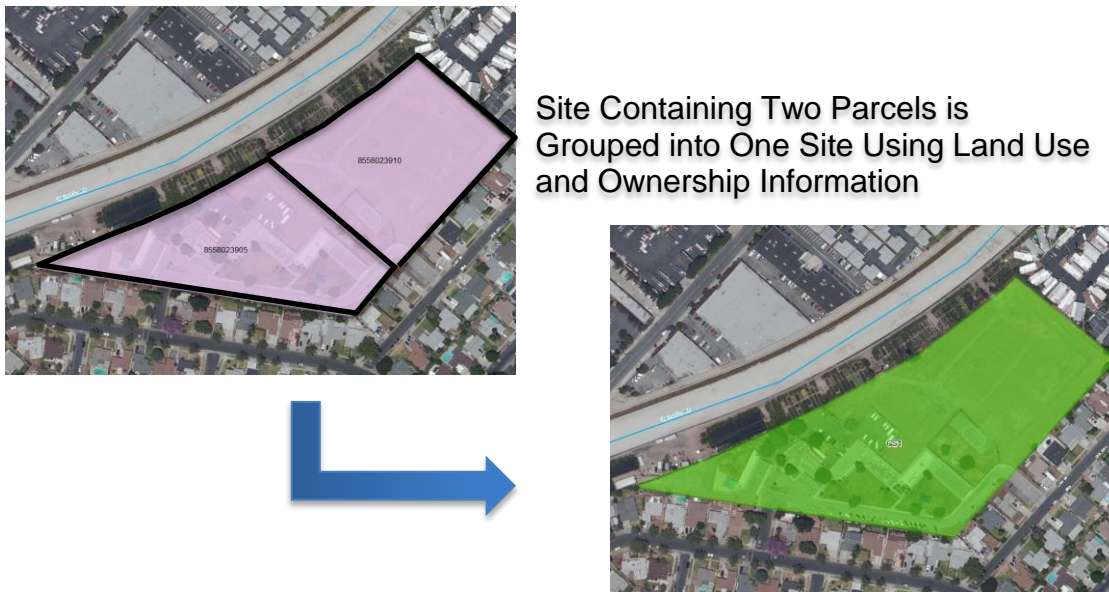 Site Containing Two Parcels is
Grouped into One Site Using Land Use
and Ownership Information
8558023910
8558023905